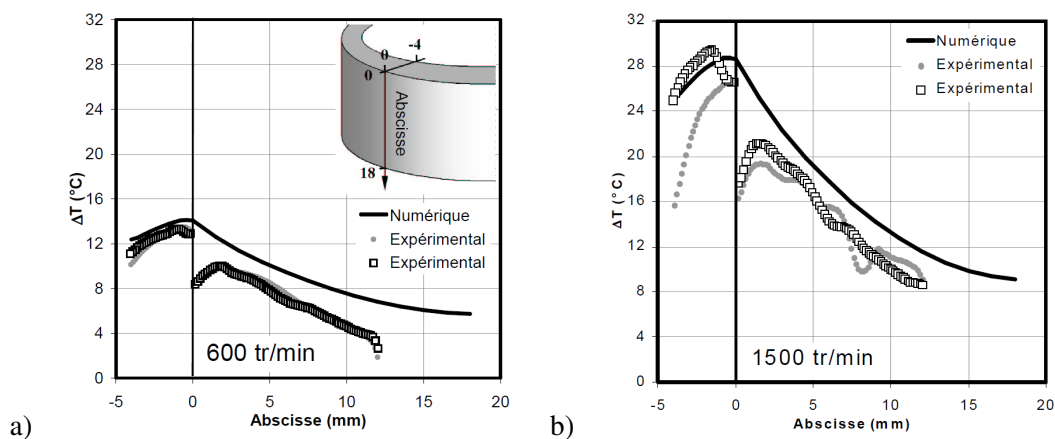 32
28
24
20
16
12
8
4
0
ΔT (°C)
-4
0
0
Abscisse
18
Numérique
Expérimental
Expérimental
600 tr/min
-5
0
5
10
15
20
Abscisse (mm)
a)
32
28
24
20
16
12
8
4
0
ΔT (°C)
Numérique
Expérimental
Expérimental
1500 tr/min
-5
0
5
10
15
20
Abscisse (mm)
b)